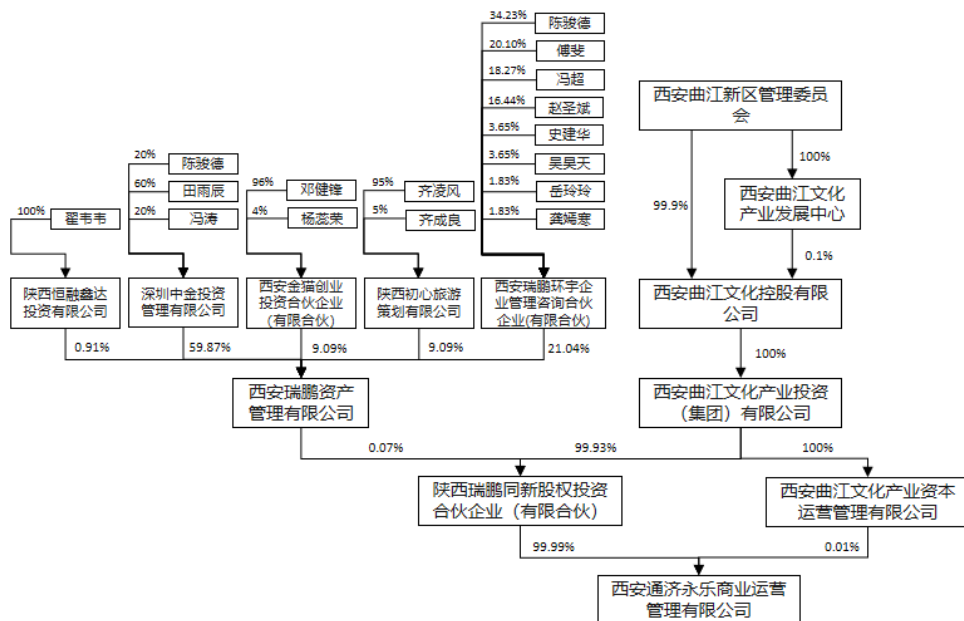 34.23%
陈骏德
20.10%
傅斐
18.27%
冯超
16.44%
赵圣斌
3.65%
史建华
3.65%
吴昊天
1.83%
岳玲玲
1.83%
龚嫣骞
西安曲江新区管理委员
会
100%
99.9%
西安曲江文化
产业发展中心
0.1%
20%
陈骏德
60%
田雨辰
20%
冯涛
96%
邓健锋
4%
杨蕊荣
95%
齐凌风
5%
齐成良
100%
翟韦韦
陕西恒融鑫达
投资有限公司
深圳中金投资
管理有限公司
西安金猫创业
投资合伙企业
(有限合伙)
陕西初心旅游
策划有限公司
西安瑞鹏环宇企
业管理咨询合伙
企业(有限合伙)
西安曲江文化控股有限
公司
0.91%
59.87%
9.09%
9.09%
21.04%
100%
西安瑞鹏资产
管理有限公司
西安曲江文化产业投资
（集团）有限公司
0.07%
99.93%
100%
陕西瑞鹏同新股权投资
合伙企业（有限合伙）
西安曲江文化产业资本
运营管理有限公司
99.99%
0.01%
西安通济永乐商业运营
管理有限公司